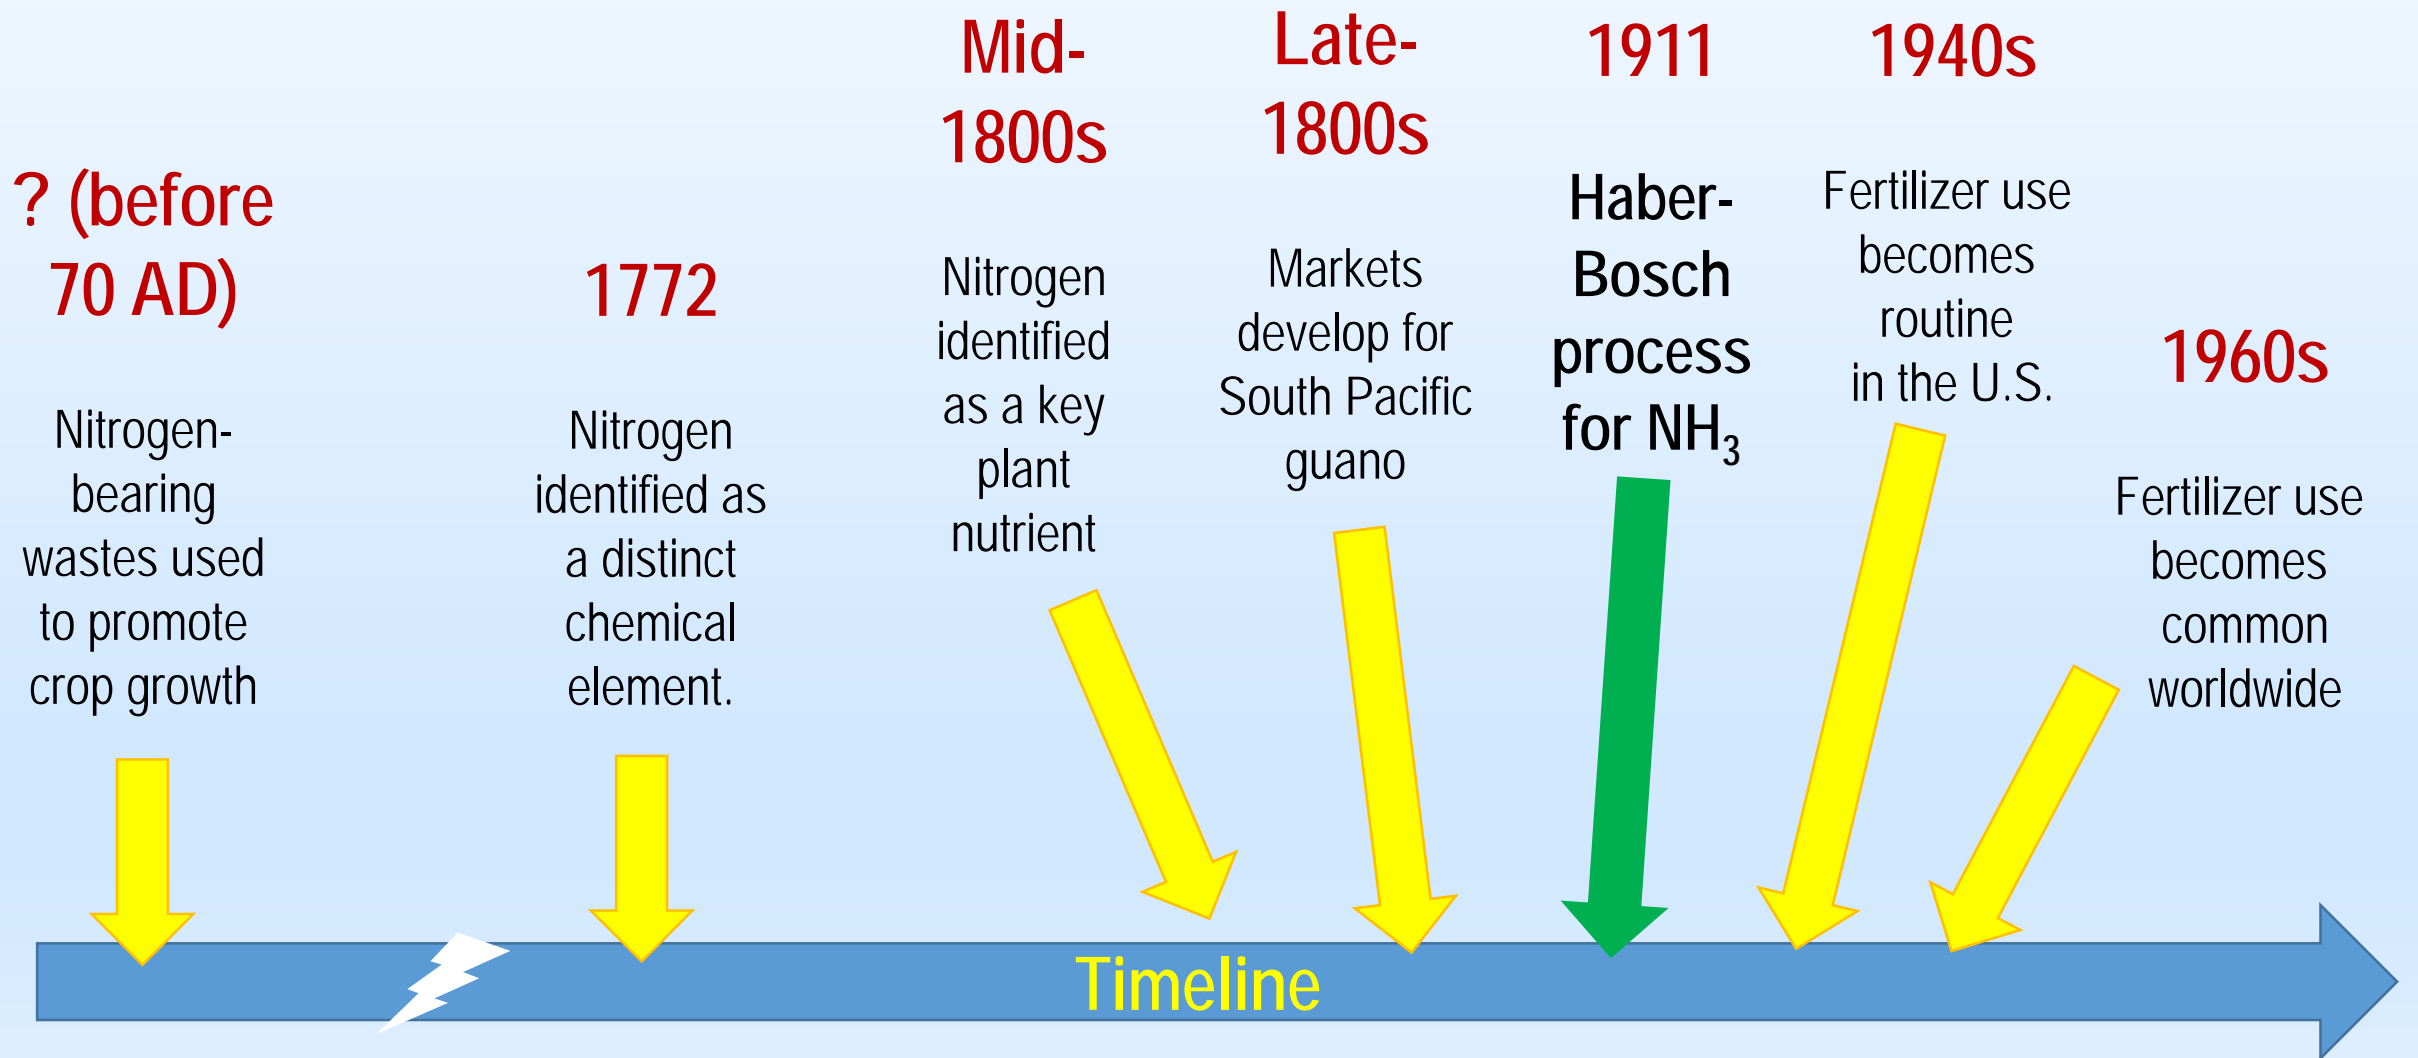 ? (before
70 AD)
Nitrogen-
bearing
wastes used
to promote
crop growth
1772
Nitrogen
identified as
a distinct
chemical
element.
Mid-
1800s
Nitrogen
identified
as a key
plant
nutrient
Late-
1800s
Markets
develop for
South Pacific
guano
1911
Haber-
Bosch
process
for NH₃
1940s
Fertilizer use
becomes
routine
in the U.S.
1960s
Fertilizer use
becomes
common
worldwide
Timeline